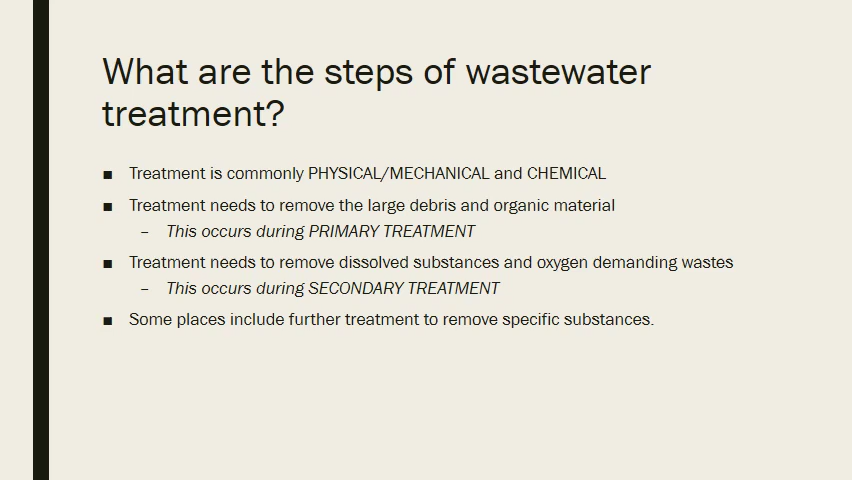 What are the steps of wastewater
treatment?
■ Treatment is commonly PHYSICAL/MECHANICAL and CHEMICAL
■ Treatment needs to remove the large debris and organic material
– This occurs during PRIMARY TREATMENT
■ Treatment needs to remove dissolved substances and oxygen demanding wastes
– This occurs during SECONDARY TREATMENT
■ Some places include further treatment to remove specific substances.